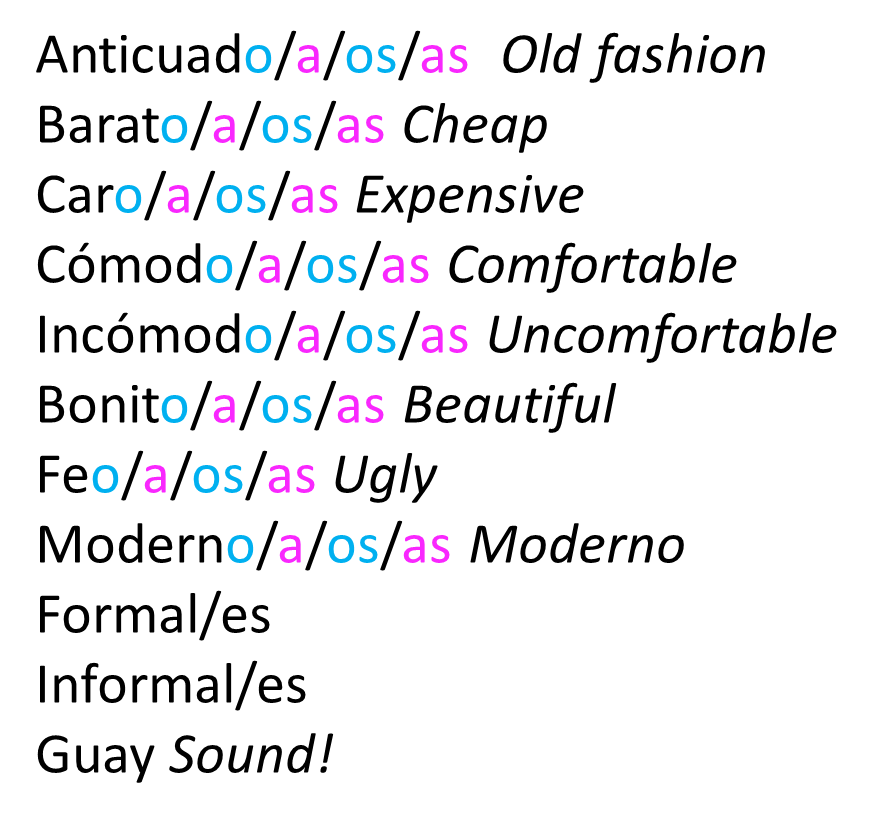 Anticuado/a/os/as Old fashion
Barato/a/os/as Cheap
Caro/a/os/as Expensive
Cómodo/a/os/as Comfortable
Incómodo/a/os/as Uncomfortable
Bonito/a/os/as Beautiful
Feo/a/os/as Ugly
Moderno/a/os/as Moderno
Formal/es
Informal/es
Guay Sound!